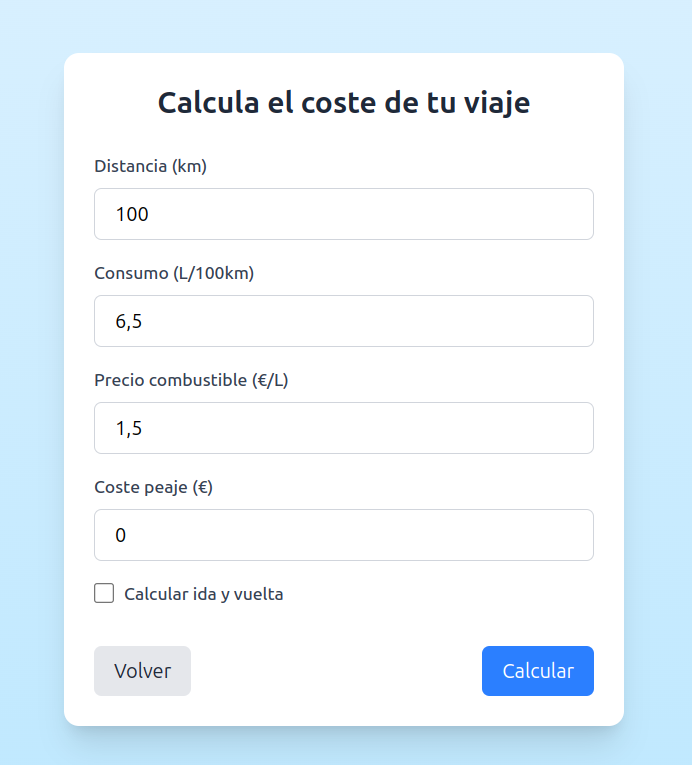 Calcula el coste de tu viaje
Distancia (km)
100
Consumo (L/100km)
6,5
Precio combustible (€/L)
1,5
Coste peaje (€)
0
Calcular ida y vuelta
Volver
Calcular